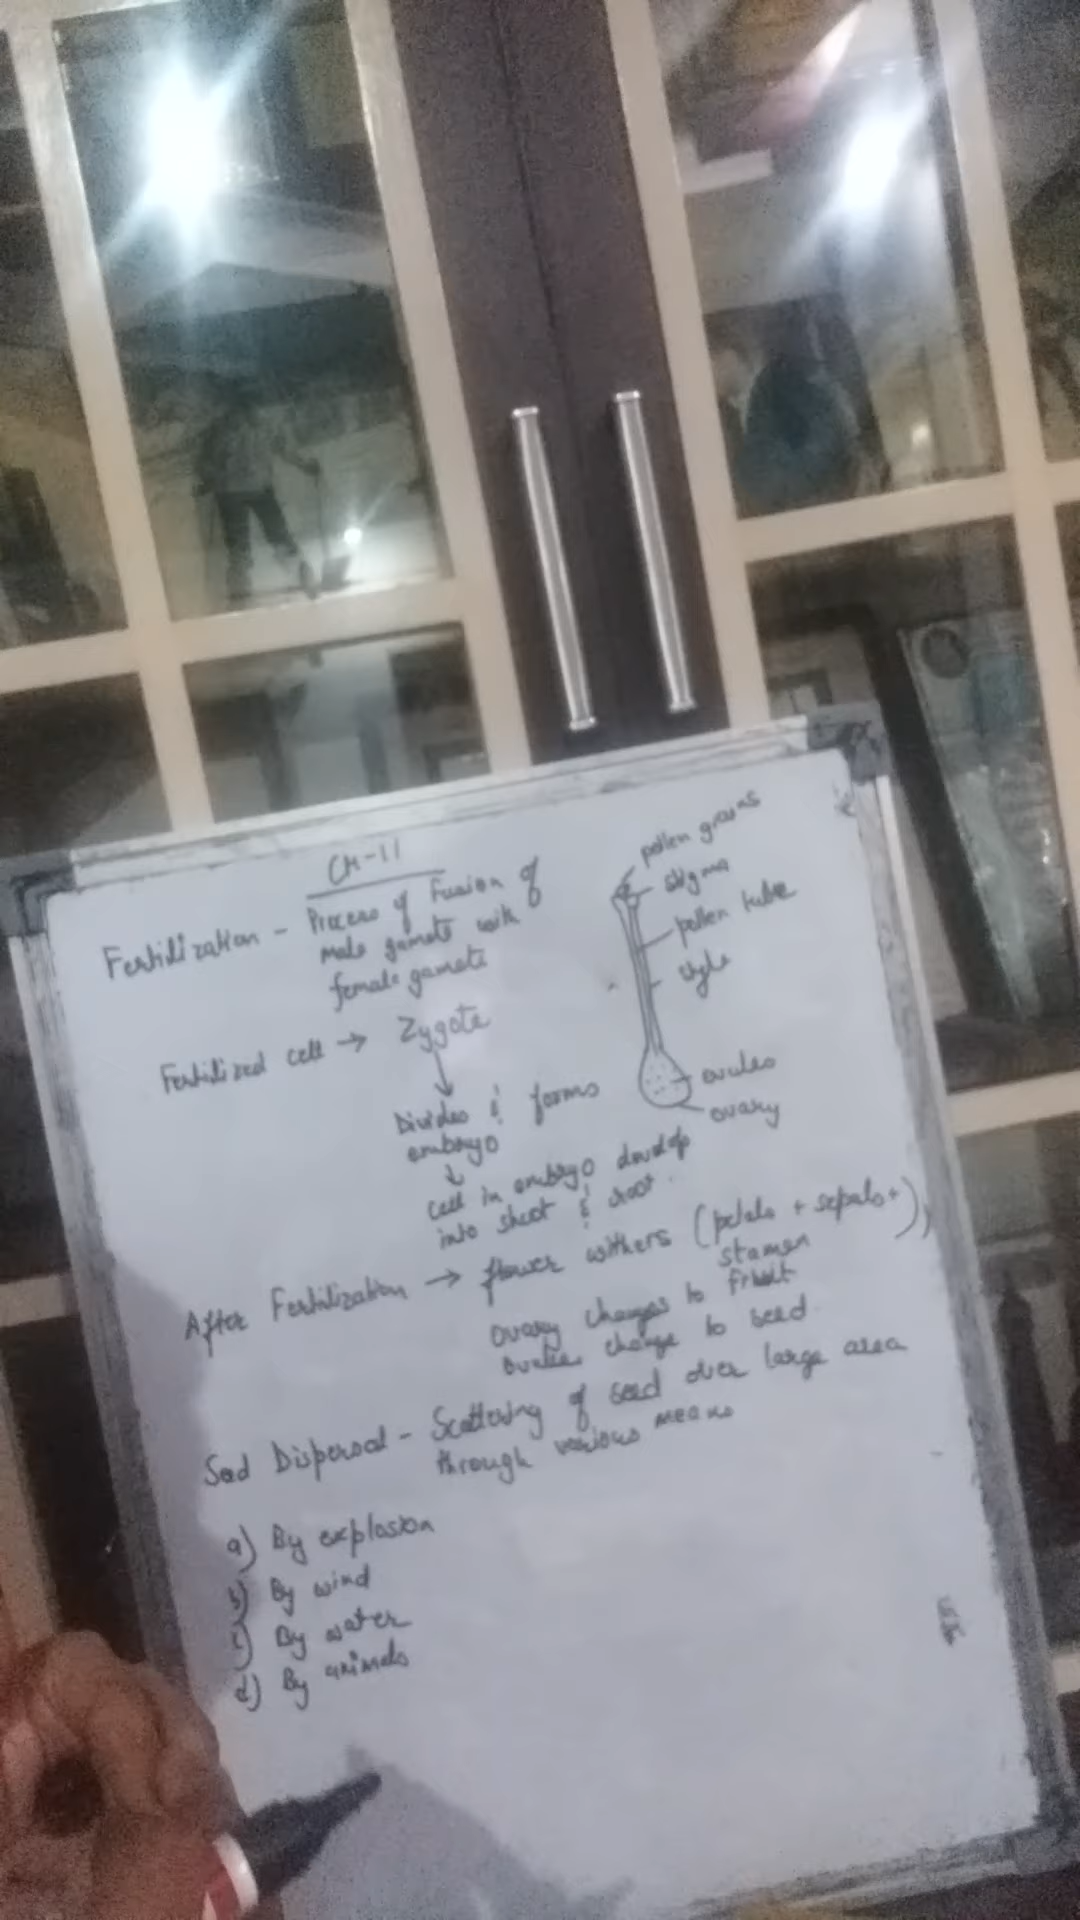 CH-11
Fertilization - Process of Fusion of
male gamete with
female gamete
Fertilized cell → Zygote
↓
Divides & forms
embryo
↓
cell in embryo develop
into shoot & root.
After Fertilization → flower withers (petals + sepals +
stamen),
ovary changes to fruit
ovules change to seed.
Seed Dispersal - Scattering of seed over large area
through various means
a) By explosion
b) By wind
c) By water
d) By animals
pollen grains
stigma
pollen tube
style
ovules
ovary